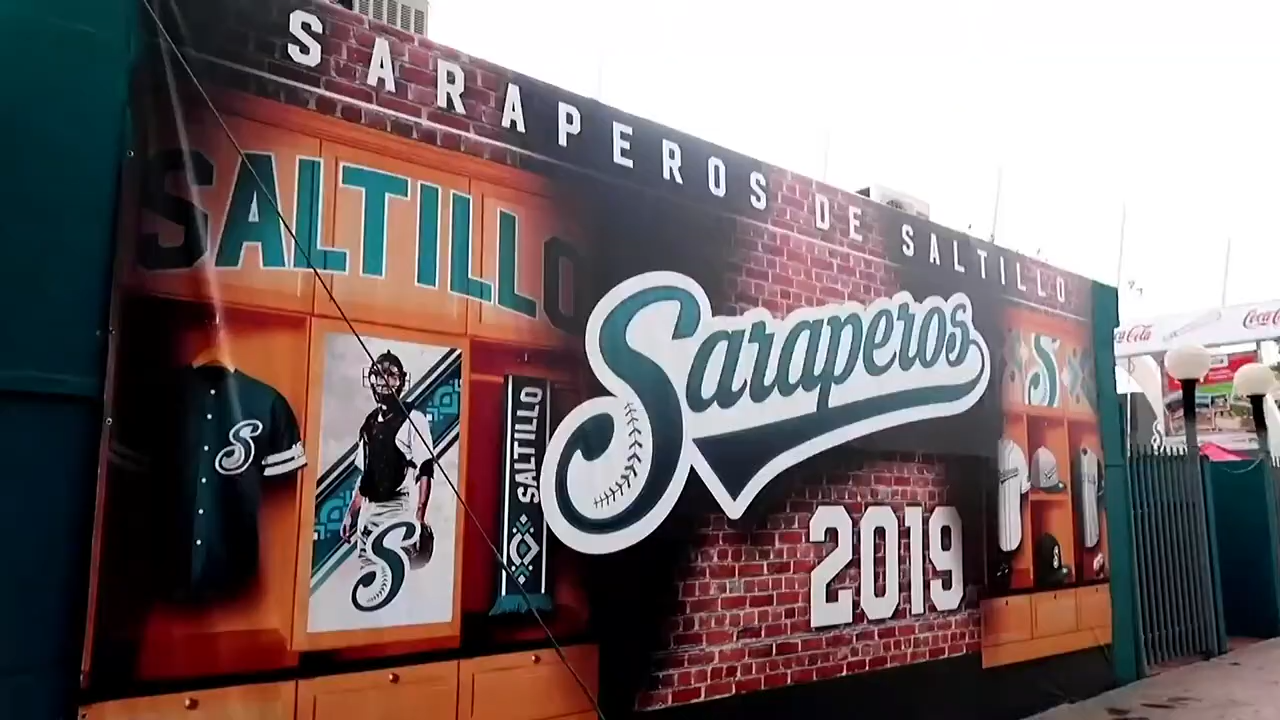 SARAPEROS DE SALTILLO
SALTILLO
Saraperos
S
SALTILLO
S
2019
S
Coca-Cola
Coca-Cola